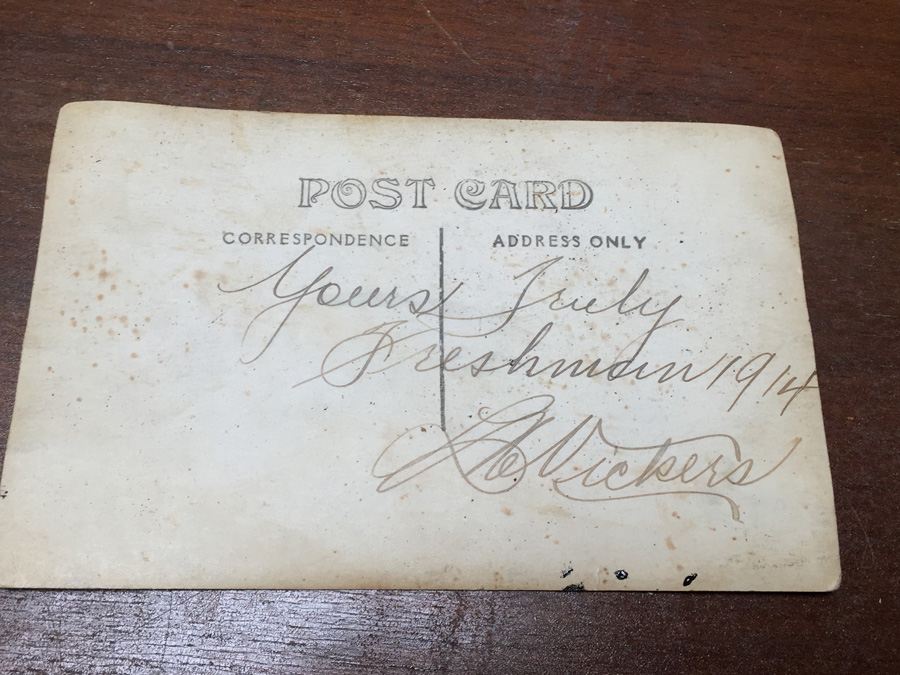 POST CARD
CORRESPONDENCE ADDRESS ONLY
Yours Truly
Freshman 1914
Vickers